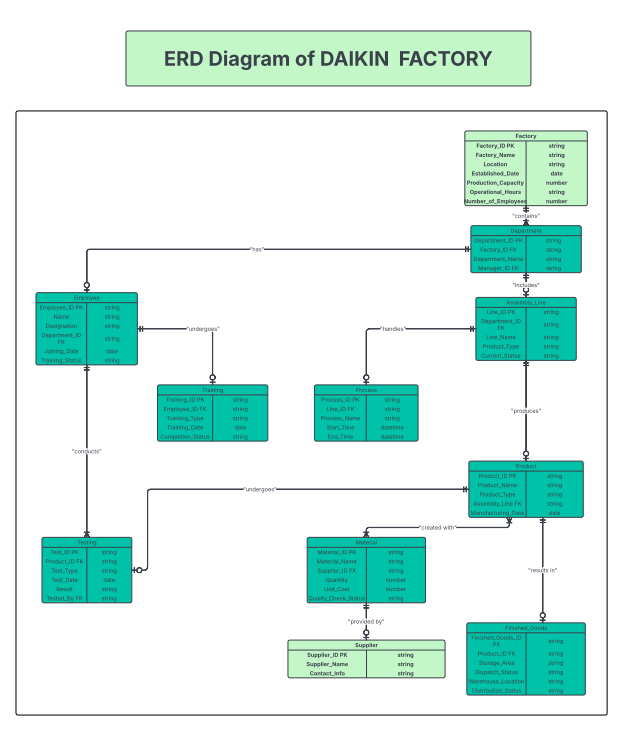 ERD Diagram of DAIKIN FACTORY
Factory
Factory_ID PK string
Factory_Name string
Location string
Established_Date date
Production_Capacity number
Operational_Hours string
Number_of_Employees number
"contains"
Department
Department_ID PK string
Factory_ID FK string
Department_Name string
Manager_ID FK string
"has"
"includes"
Employee
Employee_ID PK string
Name string
Designation string
Department_ID FK string
Joining_Date date
Training_Status string
Assembly_Line
Line_ID PK string
Department_ID FK string
Line_Name string
Product_Type string
Current_Status string
"undergoes"
"handles"
Training
Training_ID PK string
Employee_ID FK string
Training_Type string
Training_Date date
Completion_Status string
Process
Process_ID PK string
Line_ID FK string
Process_Name string
Start_Time datetime
End_Time datetime
"produces"
"conducts"
Product
Product_ID PK string
Product_Name string
Product_Type string
Assembly_Line FK string
Manufacturing_Date date
"undergoes"
"created with"
Testing
Test_ID PK string
Product_ID FK string
Test_Type string
Test_Date date
Result string
Tested_By FK string
Material
Material_ID PK string
Material_Name string
Supplier_ID FK string
Quantity number
Unit_Cost number
Quality_Check_Status string
"results in"
"provided by"
Supplier
Supplier_ID PK string
Supplier_Name string
Contact_Info string
Finished_Goods
Finished_Goods_ID PK string
Product_ID FK string
Storage_Area string
Dispatch_Status string
Warehouse_Location string
Distribution_Status string